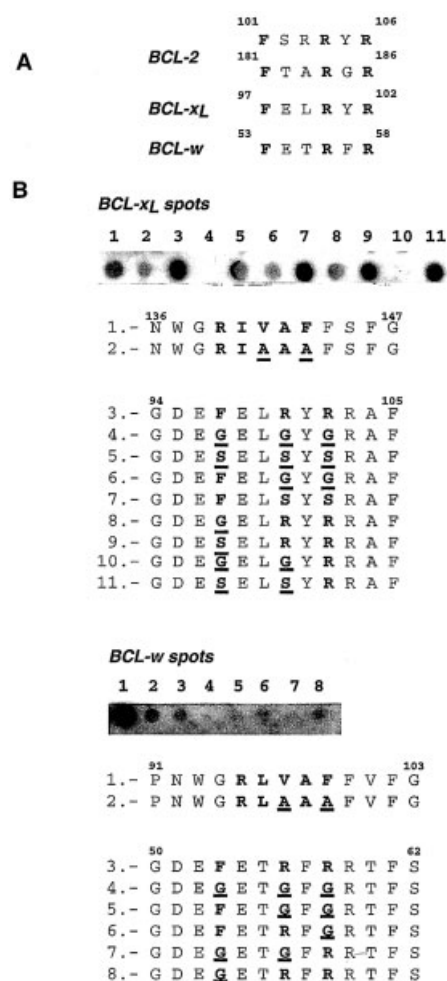 A
101 106
F S R R Y R
BCL-2
181 186
F T A R G R
97 102
BCL-xL F E L R Y R
53 58
BCL-w F E T R F R
B
BCL-xL spots
1 2 3 4 5 6 7 8 9 10 11
136 147
1.- N W G R I V A F F S F G
2.- N W G R I A A A F S F G
94 105
3.- G D E F E L R Y R R A F
4.- G D E G E L G Y G R A F
5.- G D E S E L S Y S R A F
6.- G D E F E L G Y G R A F
7.- G D E F E L S Y S R A F
8.- G D E G E L R Y R R A F
9.- G D E S E L R Y R R A F
10.- G D E G E L G Y R R A F
11.- G D E S E L S Y R R A F
BCL-w spots
1 2 3 4 5 6 7 8
91 103
1.- P N W G R L V A F F V F G
2.- P N W G R L A A A F V F G
50 62
3.- G D E F E T R F R R T F S
4.- G D E G E T G F G R T F S
5.- G D E F E T G F G R T F S
6.- G D E F E T R F G R T F S
7.- G D E G E T G F R R T F S
8.- G D E G E T R F R R T F S